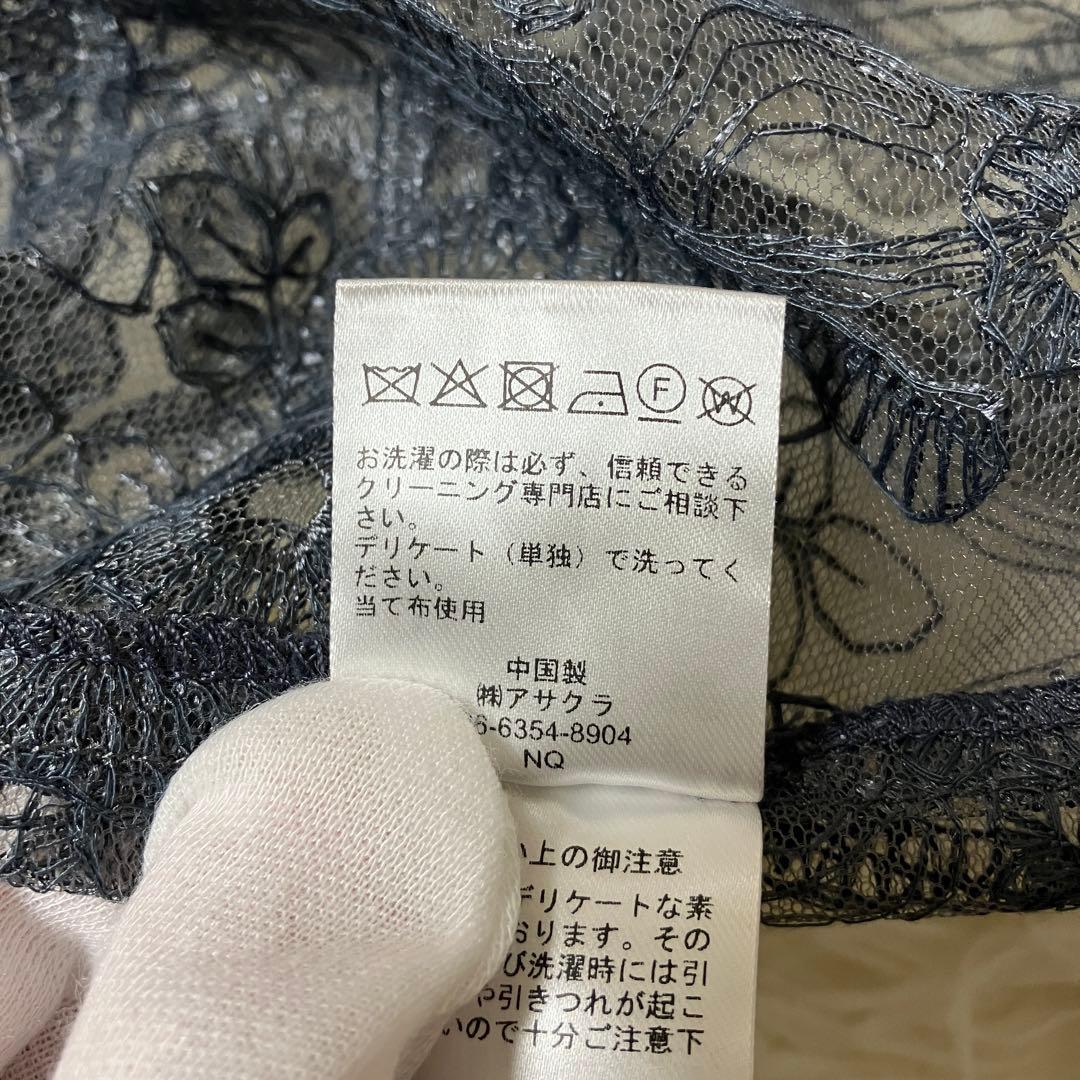 F W
お洗濯の際は必ず、信頼できる
クリーニング専門店にご相談下
さい。
デリケート（単独）で洗ってく
ださい。
当て布使用
中国製
㈱アサクラ
6-6354-8904
NQ
い上の御注意
デリケートな素
おります。その
び洗濯時には引
や引きつれが起こ
いので十分ご注意下